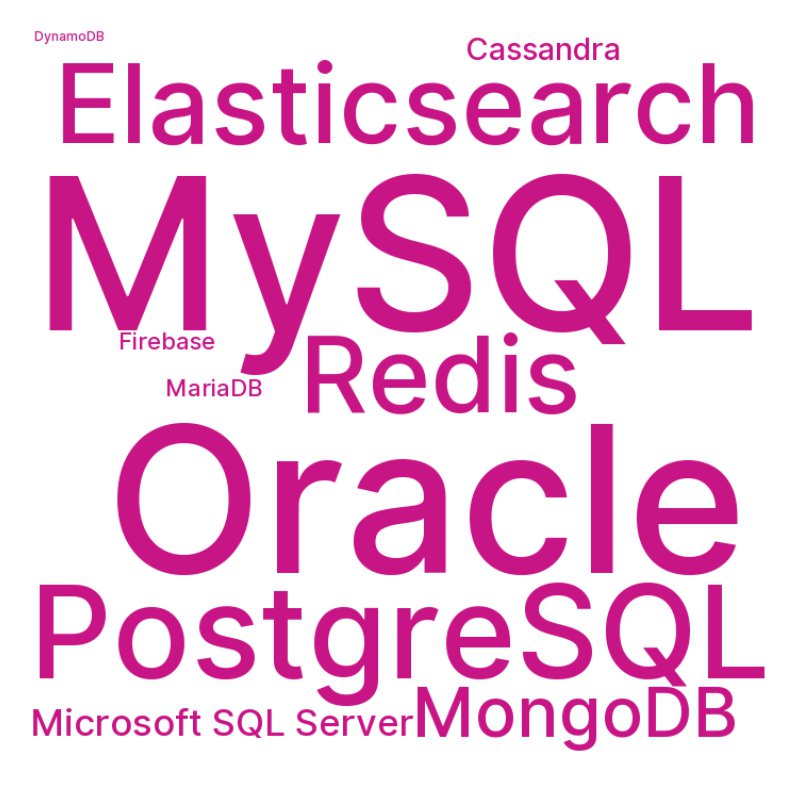 DynamoDB
Cassandra
Elasticsearch
MySQL
Firebase
Redis
MariaDB
Oracle
PostgreSQL
Microsoft SQL Server
MongoDB